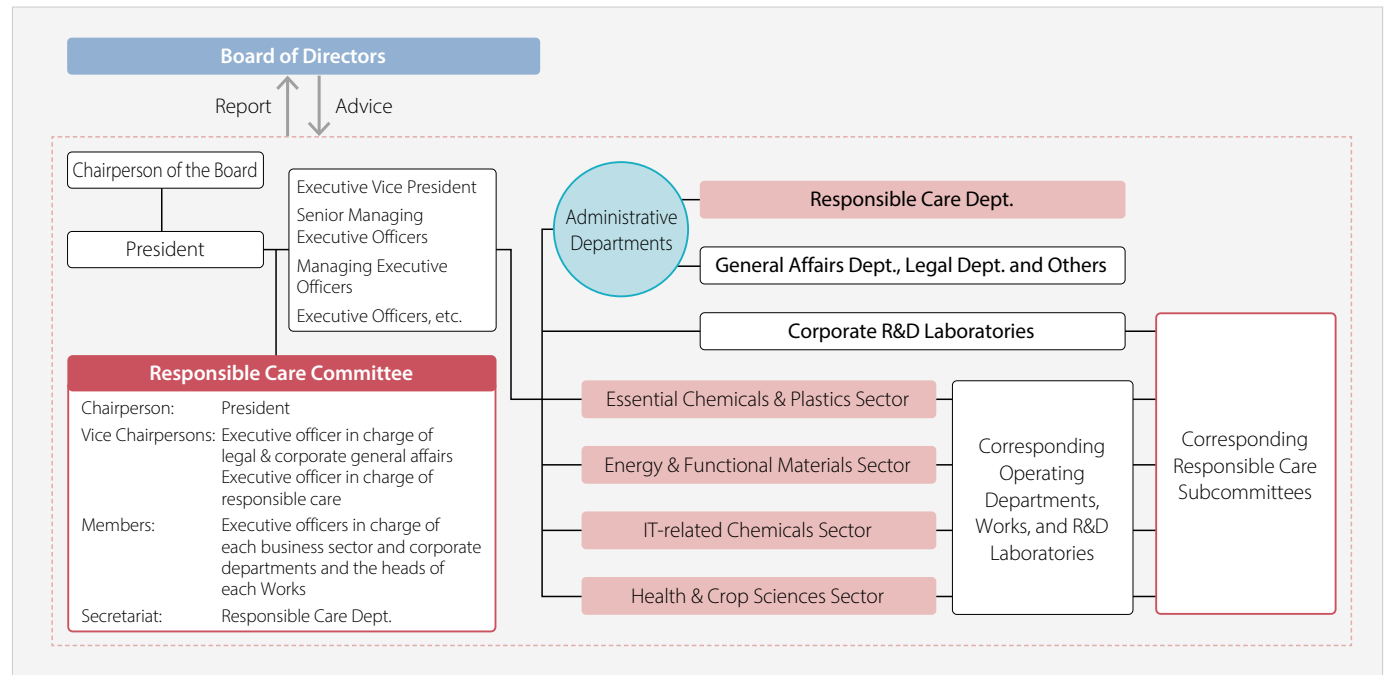 Board of Directors
Report
Advice
Chairperson of the Board
President
Executive Vice President
Senior Managing
Executive Officers
Managing Executive
Officers
Executive Officers, etc.
Administrative
Departments
Responsible Care Dept.
General Affairs Dept., Legal Dept. and Others
Corporate R&D Laboratories
Responsible Care Committee
Chairperson: President
Vice Chairpersons: Executive officer in charge of
legal & corporate general affairs
Executive officer in charge of
responsible care
Members: Executive officers in charge of
each business sector and corporate
departments and the heads of
each Works
Secretariat: Responsible Care Dept.
Essential Chemicals & Plastics Sector
Energy & Functional Materials Sector
IT-related Chemicals Sector
Health & Crop Sciences Sector
Corresponding
Operating
Departments,
Works, and R&D
Laboratories
Corresponding
Responsible Care
Subcommittees